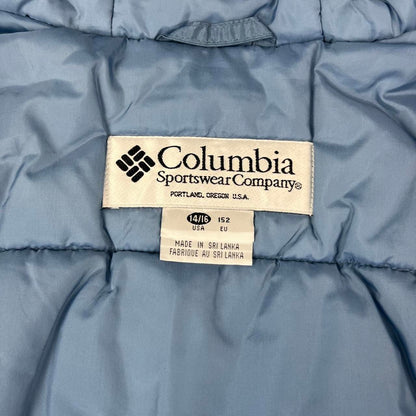 Columbia
Sportswear Company®
PORTLAND, OREGON U.S.A.
14/16 152
USA EU
MADE IN SRI LANKA
FABRIQUE AU SRI LANKA